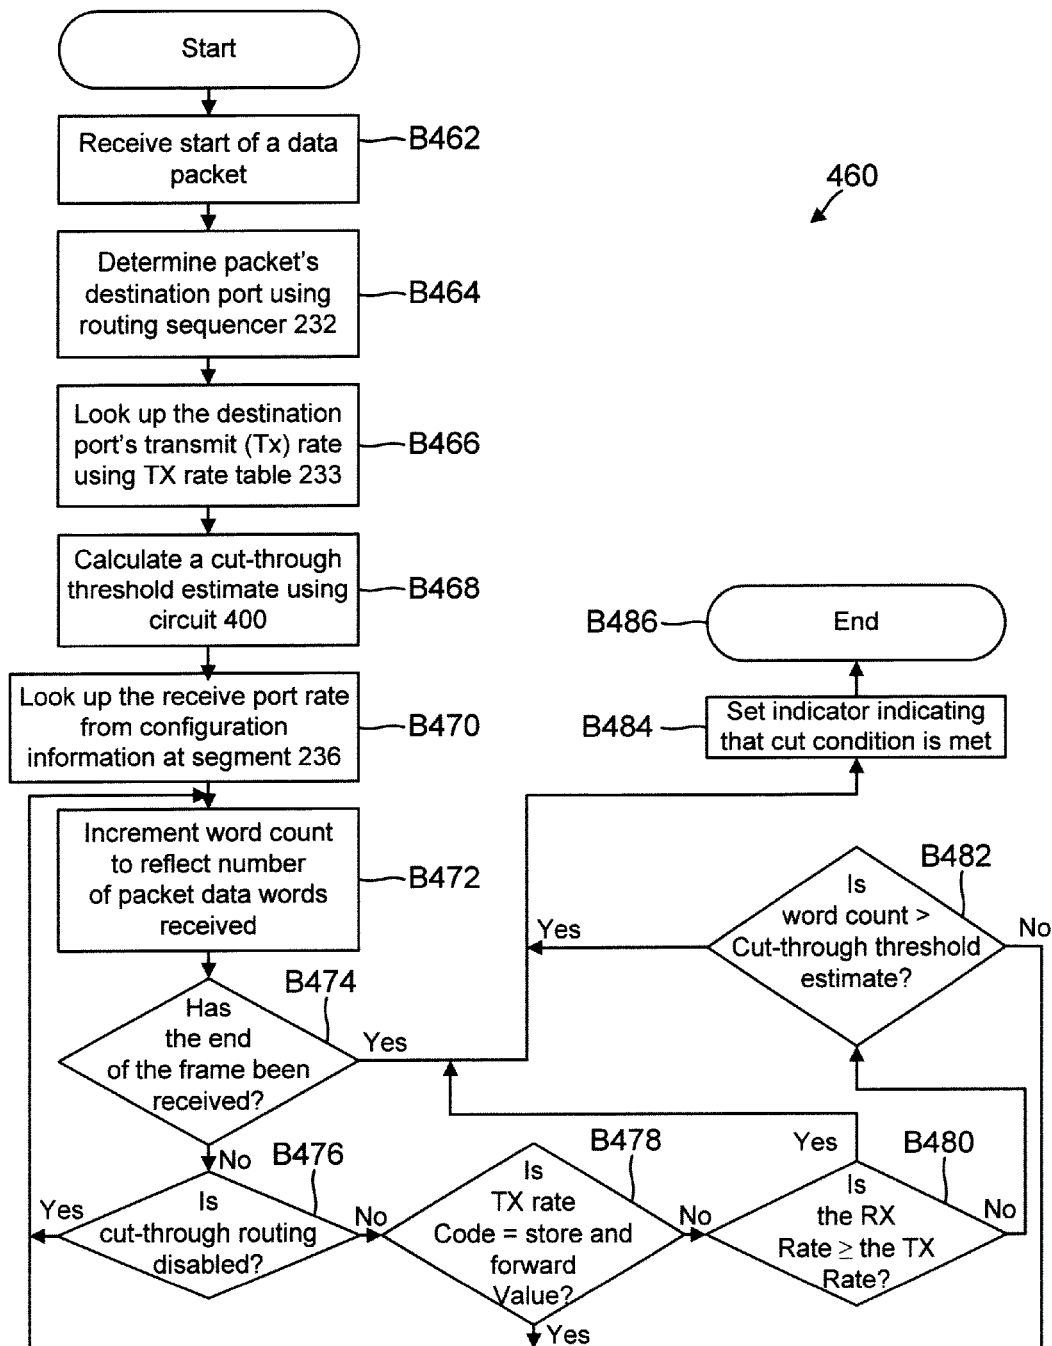 Start
Receive start of a data
packet
B462
460
Determine packet's
destination port using
routing sequencer 232
B464
Look up the destination
port's transmit (Tx) rate
using TX rate table 233
B466
Calculate a cut-through
threshold estimate using
circuit 400
B468
B486
End
Look up the receive port rate
from configuration
information at segment 236
B470
B484
Set indicator indicating
that cut condition is met
Increment word count
to reflect number
of packet data words
received
B472
B482
Is
word count >
Cut-through threshold
estimate?
Yes
No
B474
Has
the end
of the frame been
received?
Yes
No
B476
Is
cut-through routing
disabled?
Yes
No
B478
Is
TX rate
Code = store and
forward
Value?
No
Yes
B480
Yes
Is
the RX
Rate ≥ the TX
Rate?
No